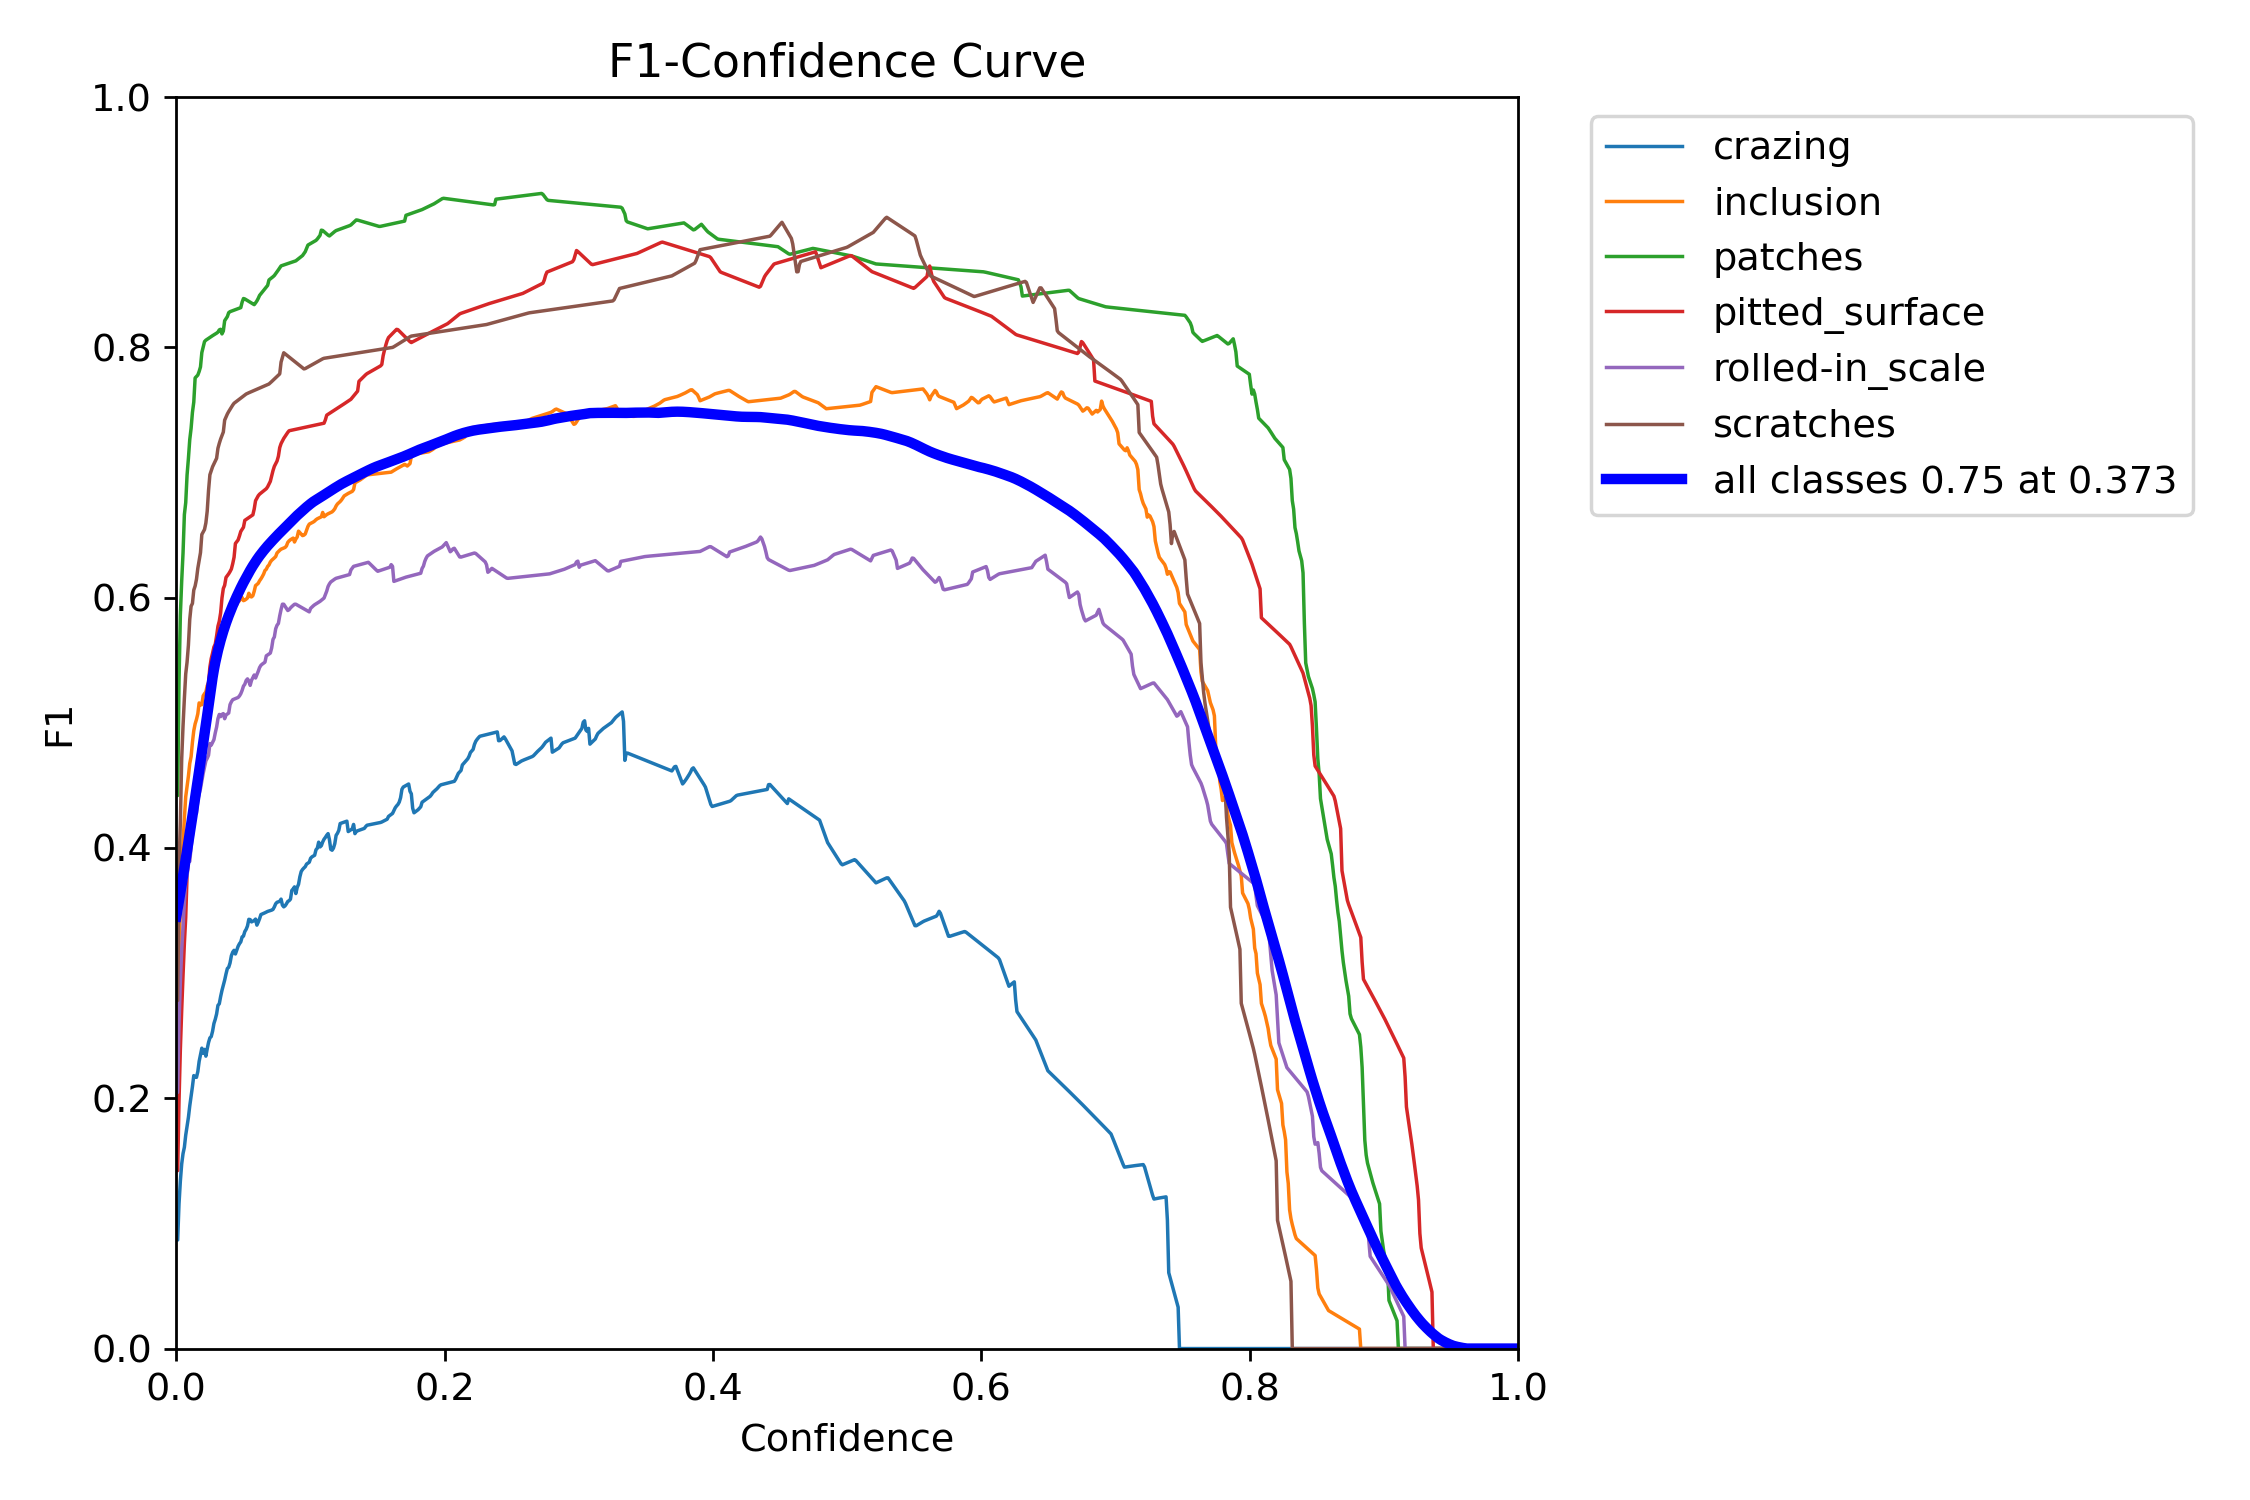 F1-Confidence Curve
1.0
0.8
0.6
0.4
0.2
0.0
F1
0.0 0.2 0.4 0.6 0.8 1.0
Confidence
crazing
inclusion
patches
pitted_surface
rolled-in_scale
scratches
all classes 0.75 at 0.373